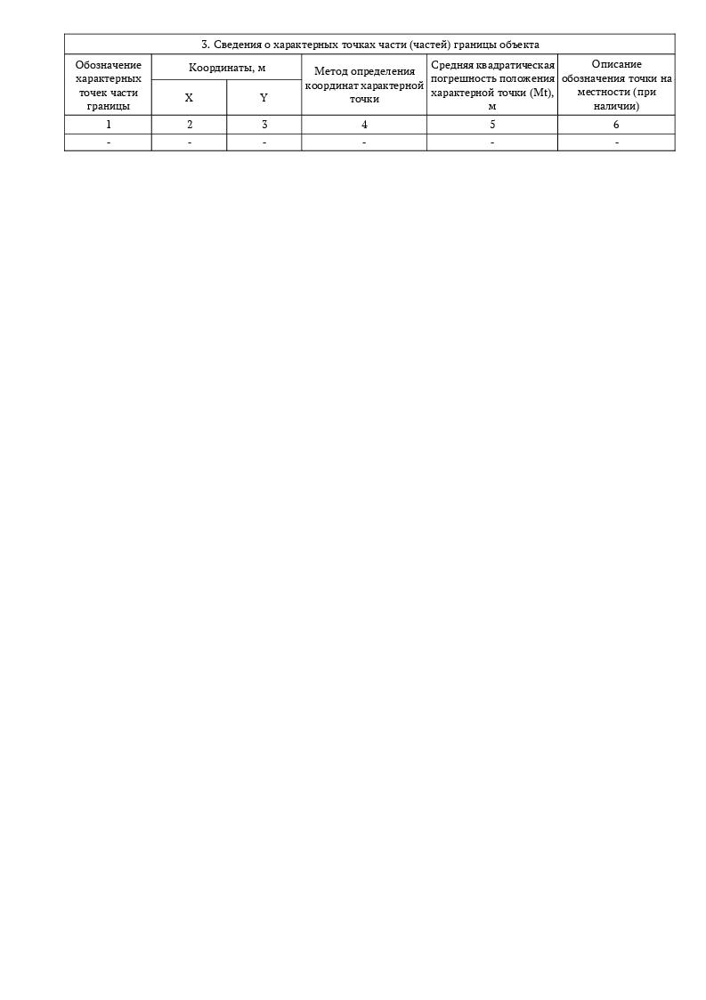 3. Сведения о характерных точках части (частей) границы объекта
Обозначение
характерных
точек части
границы
Координаты, м
X
Y
Метод определения
координат характерной
точки
Средняя квадратическая
погрешность положения
характерной точки (Mt),
м
Описание
обозначения точки на
местности (при
наличии)
1 2 3 4 5 6
- - - - - -